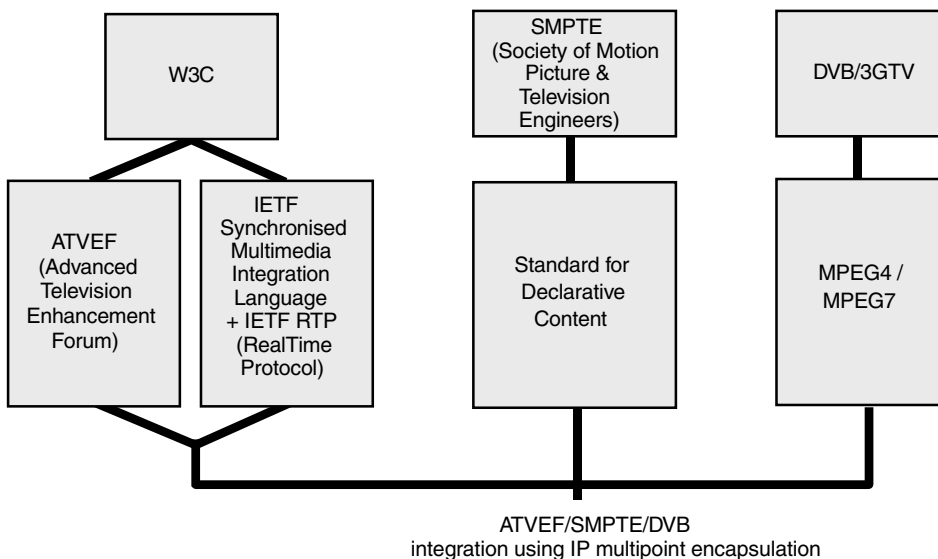 W3C
SMPTE
(Society of Motion
Picture &
Television
Engineers)
DVB/3GTV
ATVEF
(Advanced
Television
Enhancement
Forum)
IETF
Synchronised
Multimedia
Integration
Language
+ IETF RTP
(RealTime
Protocol)
Standard for
Declarative
Content
MPEG4 /
MPEG7
ATVEF/SMPTE/DVB
integration using IP multipoint encapsulation